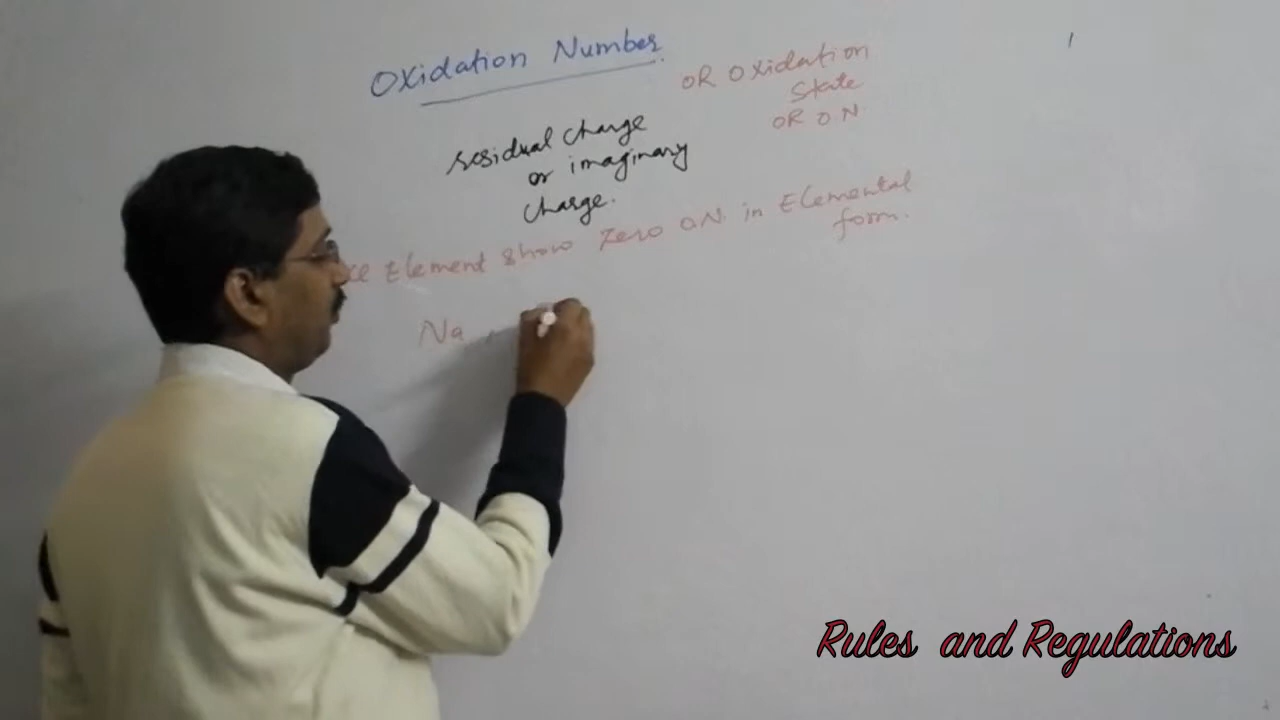 Oxidation Number
OR Oxidation
State
OR O.N.
residual charge
or imaginary
charge.
Element show Zero O.N. in Elemental
form.
Na ,
Rules and Regulations